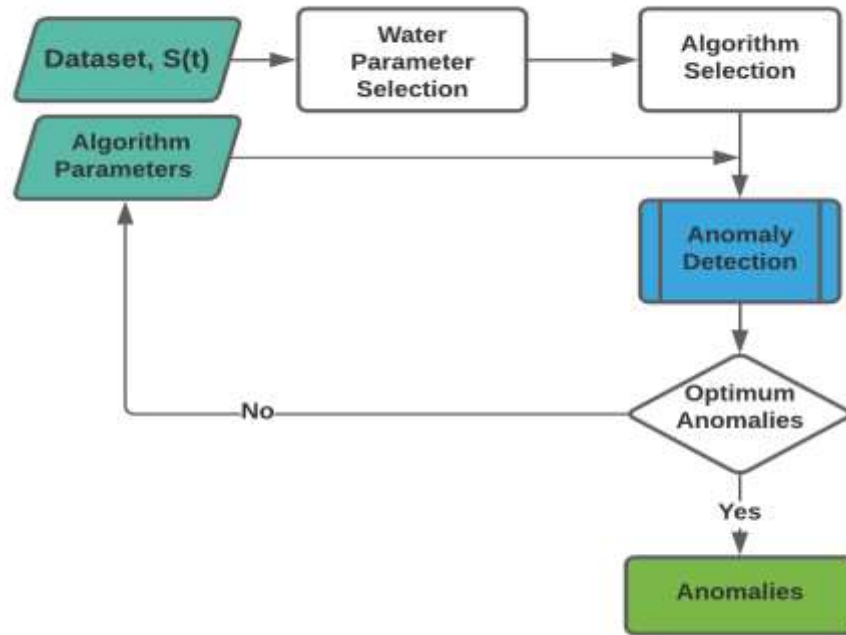 Dataset, S(t)
Water
Parameter
Selection
Algorithm
Selection
Algorithm
Parameters
Anomaly
Detection
Optimum
Anomalies
No
Yes
Anomalies